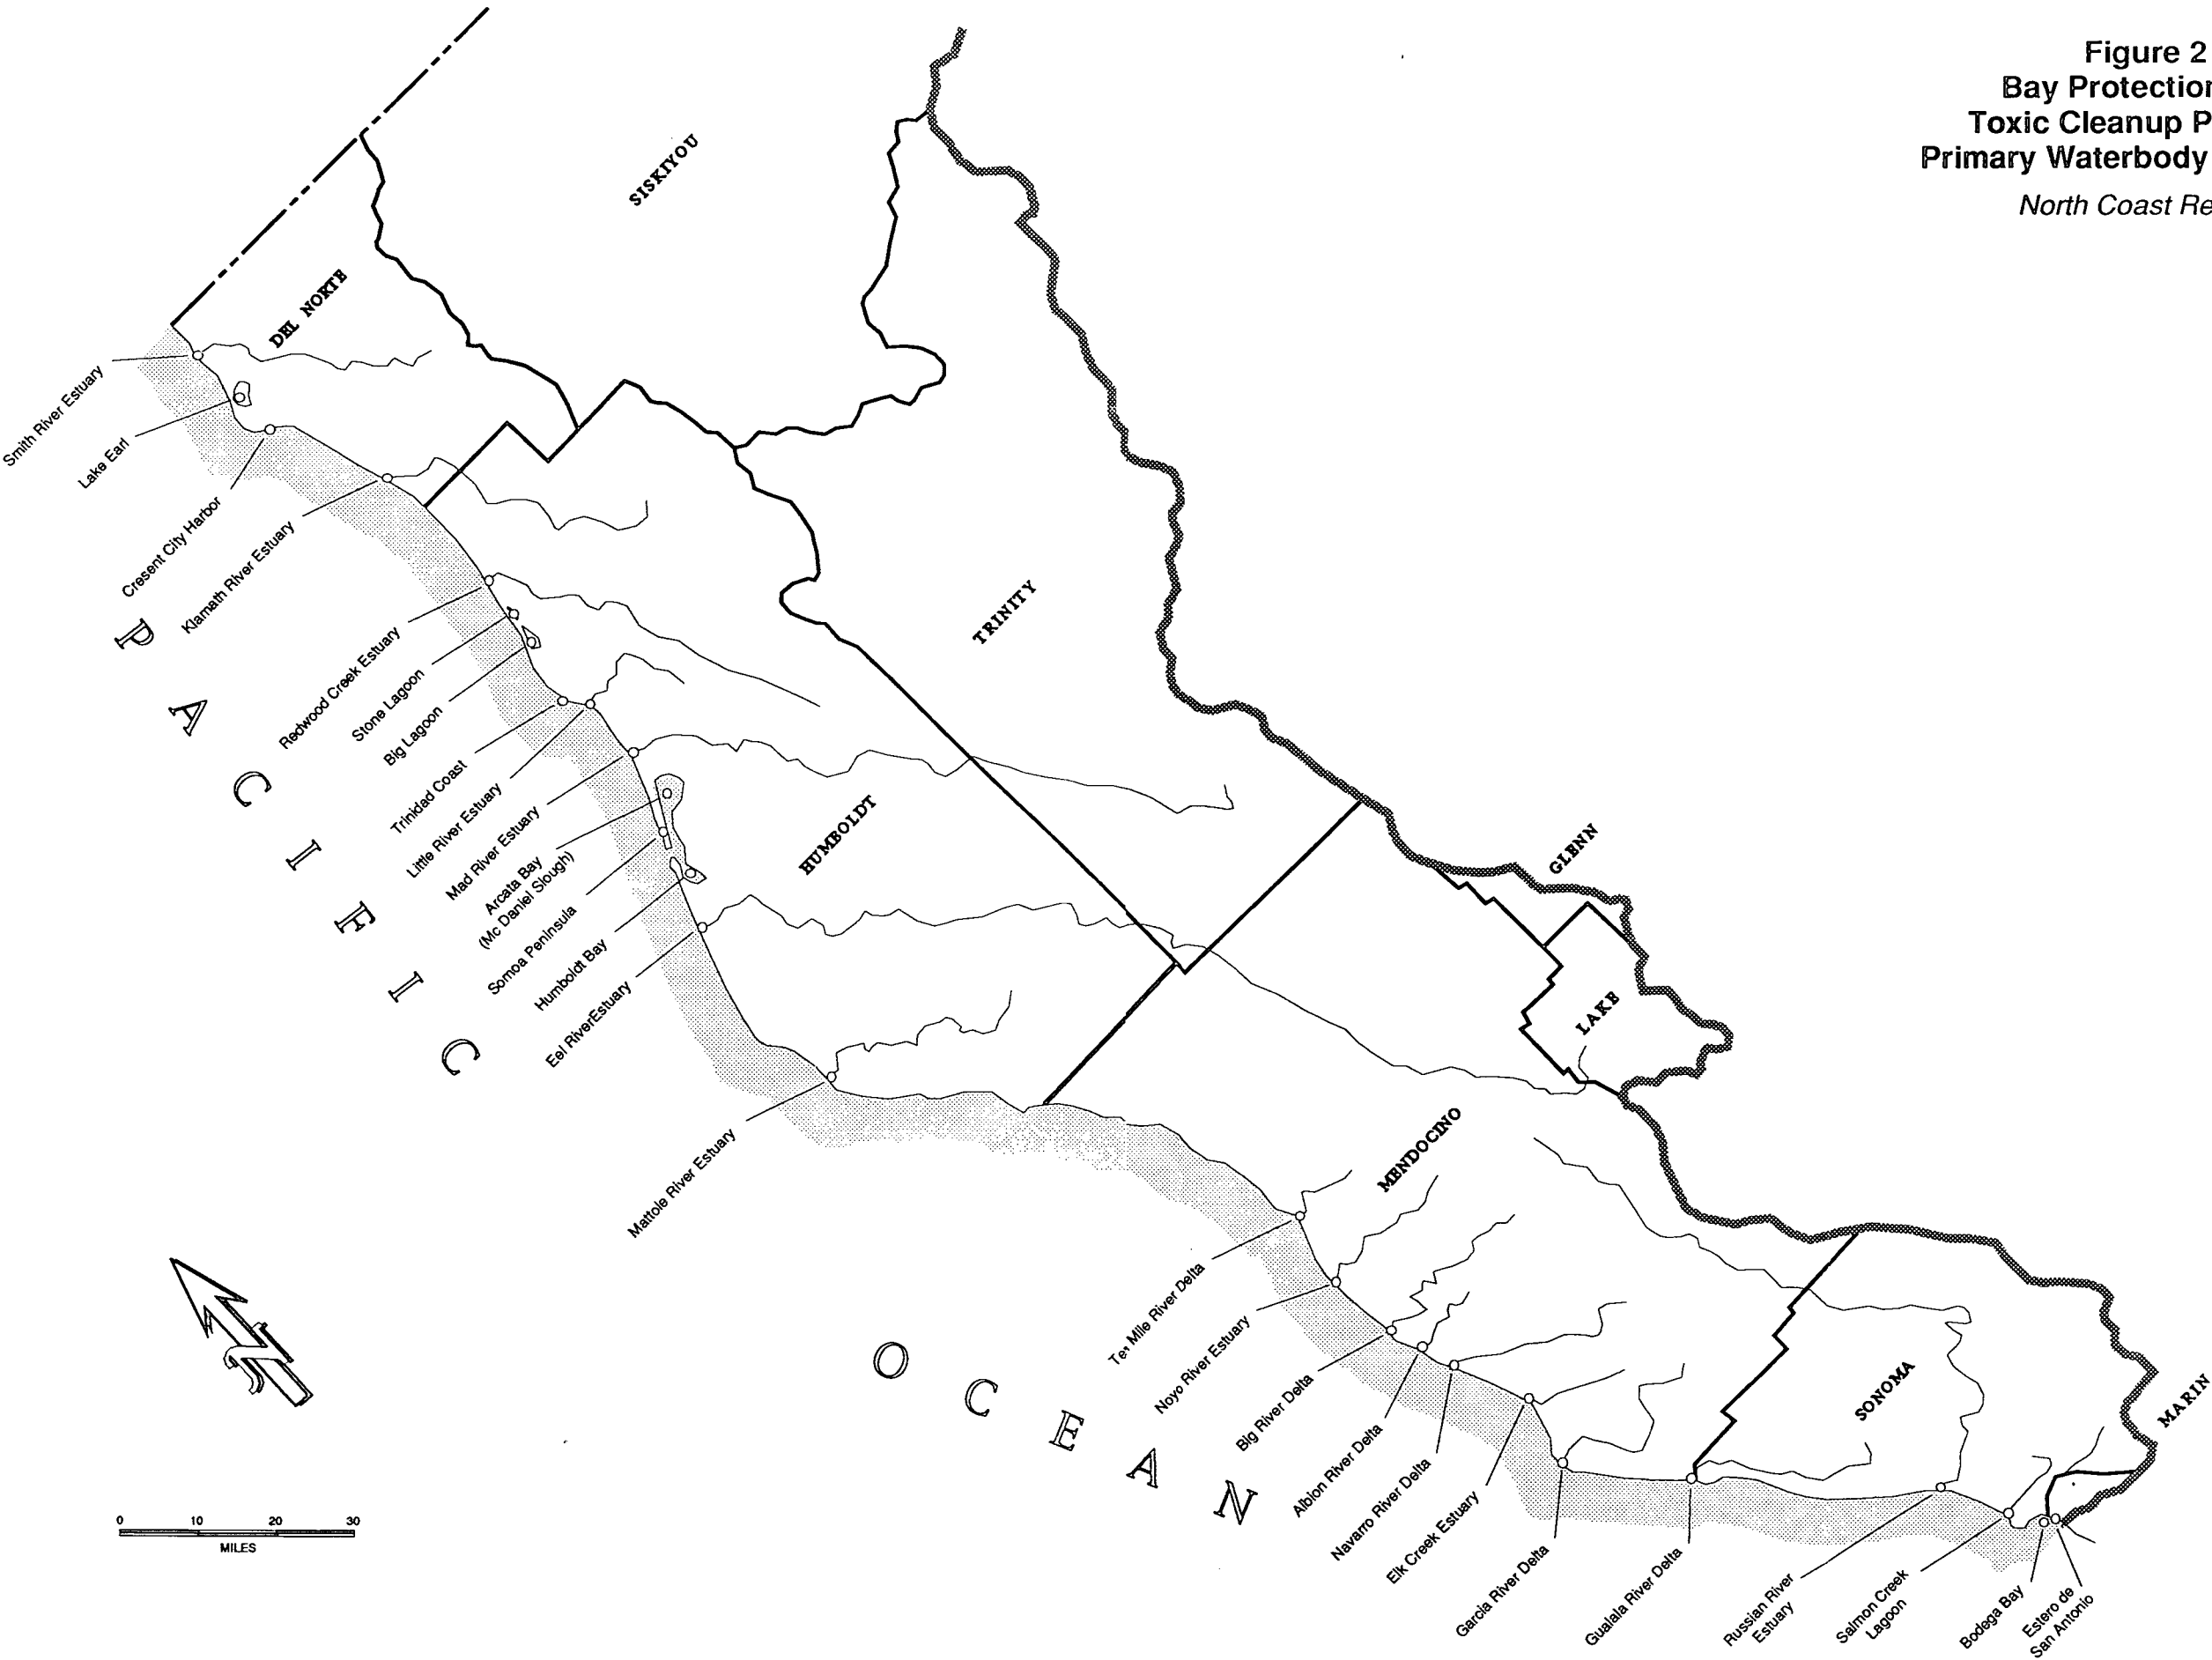 Figure 2
Bay Protection
Toxic Cleanup P
Primary Waterbody
North Coast Re
SISKIYOU
DEL NORTE
TRINITY
HUMBOLDT
GLENN
LAKE
MENDOCINO
SONOMA
MARIN
Smith River Estuary
Lake Earl
Cresent City Harbor
Klamath River Estuary
Redwood Creek Estuary
Stone Lagoon
Big Lagoon
Trinidad Coast
Little River Estuary
Mad River Estuary
Arcata Bay
(Mc Daniel Slough)
Somoa Peninsula
Humboldt Bay
Eel RiverEstuary
Mattole River Estuary
Mile River Delta
Noyo River Estuary
Big River Delta
Albion River Delta
Navarro River Delta
Elk Creek Estuary
Garcia River Delta
Gualala River Delta
Russian River
Estuary
Salmon Creek
Lagoon
Bodega Bay
Estero de
San Antonio
PACIFIC
OCEAN
N
0 10 20 30
MILES